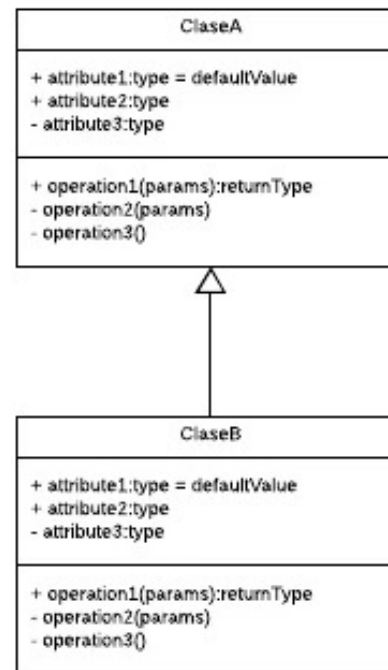 ClaseA
+ attribute1:type = defaultValue
+ attribute2:type
- attribute3:type
+ operation1(params):returnType
- operation2(params)
- operation3()
ClaseB
+ attribute1:type = defaultValue
+ attribute2:type
- attribute3:type
+ operation1(params):returnType
- operation2(params)
- operation3()